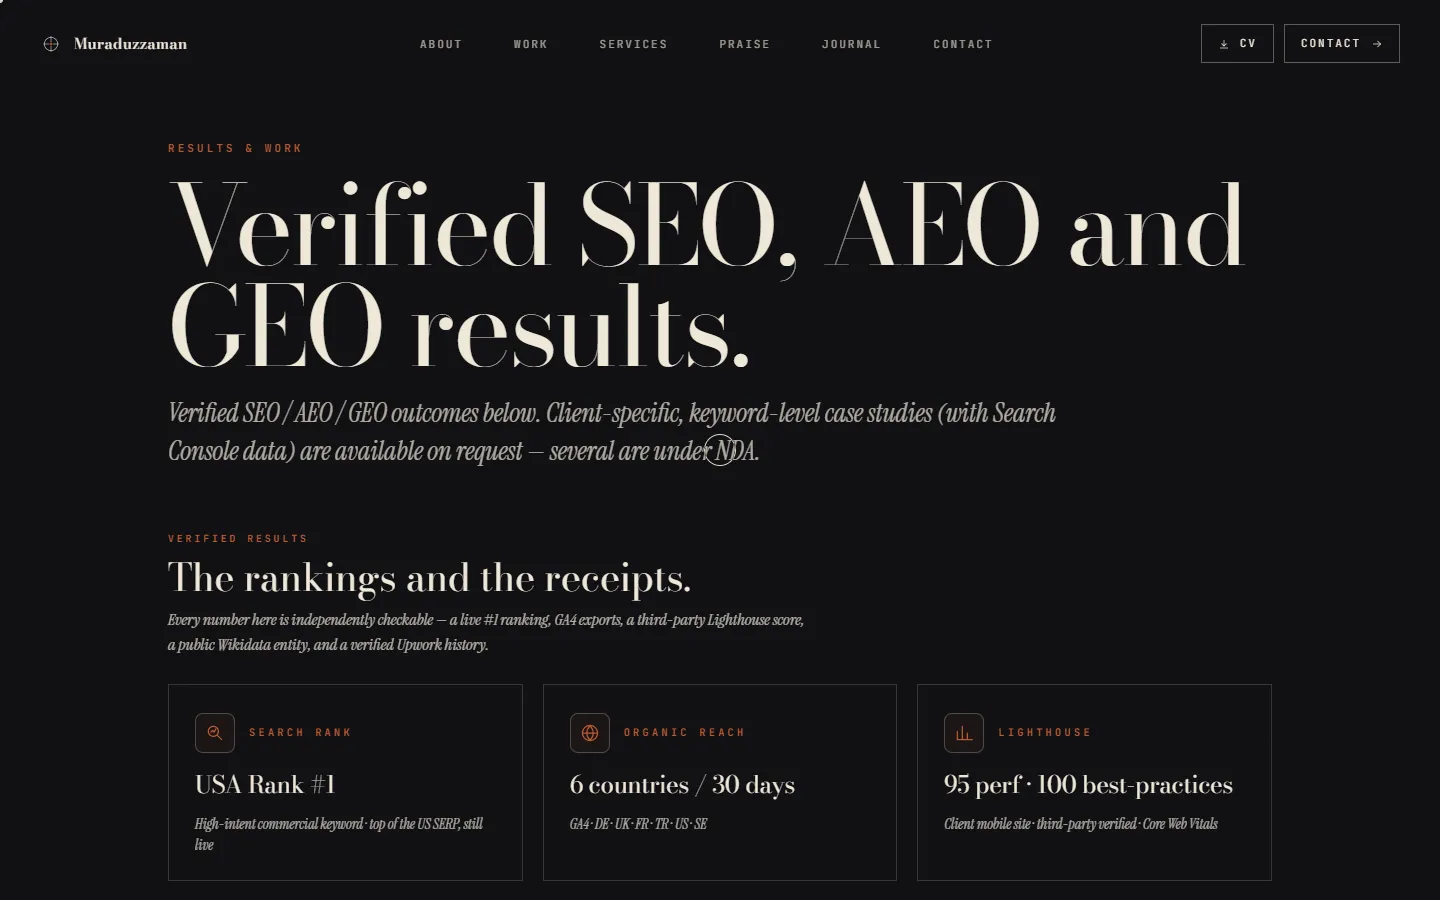 Muraduzzaman
ABOUT
WORK
SERVICES
PRAISE
JOURNAL
CONTACT
CV
CONTACT →
RESULTS & WORK
Verified SEO, AEO and
GEO results.
Verified SEO / AEO / GEO outcomes below. Client-specific, keyword-level case studies (with Search
Console data) are available on request — several are under NDA.
VERIFIED RESULTS
The rankings and the receipts.
Every number here is independently checkable — a live #1 ranking, GA4 exports, a third-party Lighthouse score,
a public Wikidata entity, and a verified Upwork history.
SEARCH RANK
USA Rank #1
High-intent commercial keyword · top of the US SERP, still
live
ORGANIC REACH
6 countries / 30 days
GA4 · DE · UK · FR · TR · US · SE
LIGHTHOUSE
95 perf · 100 best-practices
Client mobile site · third-party verified · Core Web Vitals